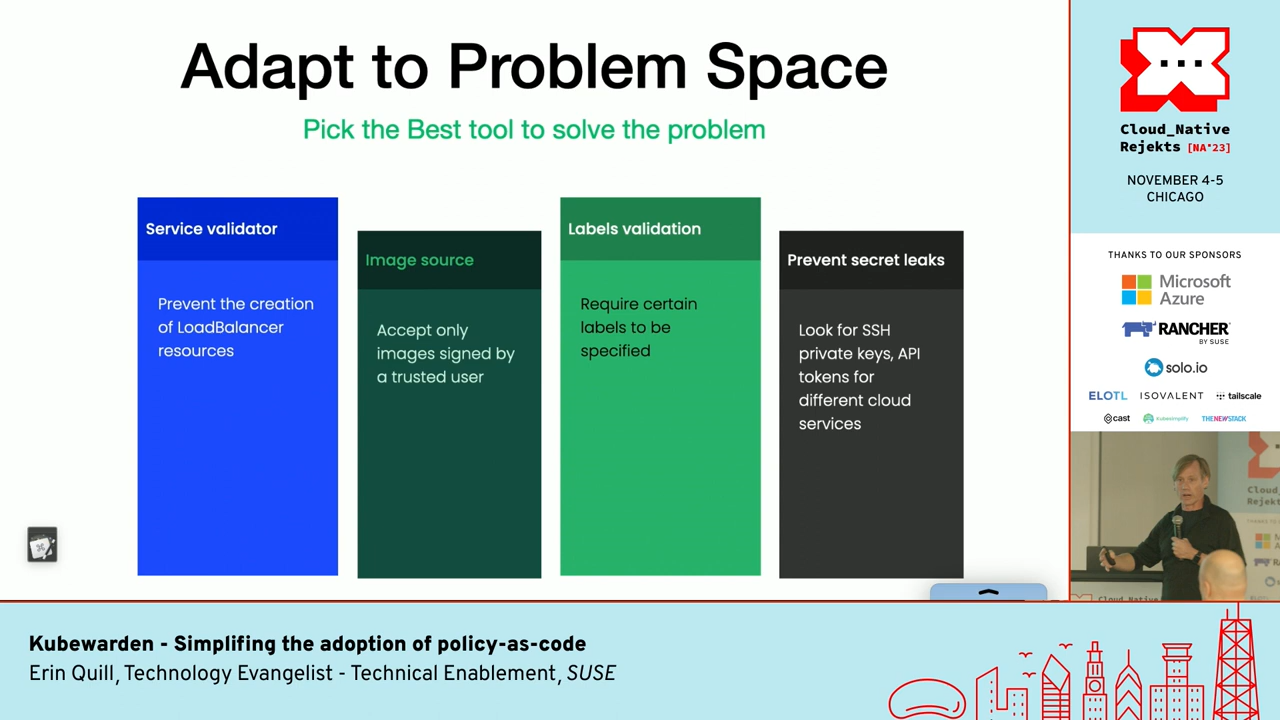 Adapt to Problem Space
Pick the Best tool to solve the problem
Service validator
Prevent the creation
of LoadBalancer
resources
Image source
Accept only
images signed by
a trusted user
Labels validation
Require certain
labels to be
specified
Prevent secret leaks
Look for SSH
private keys, API
tokens for
different cloud
services
Cloud_Native
Rejekts [NA'23]
NOVEMBER 4-5
CHICAGO
THANKS TO OUR SPONSORS
Microsoft
Azure
RANCHER
BY SUSE
solo.io
ELOTL ISOVALENT tailscale
cast kubesimplify THENEWSTACK
Kubewarden - Simplifing the adoption of policy-as-code
Erin Quill, Technology Evangelist - Technical Enablement, SUSE